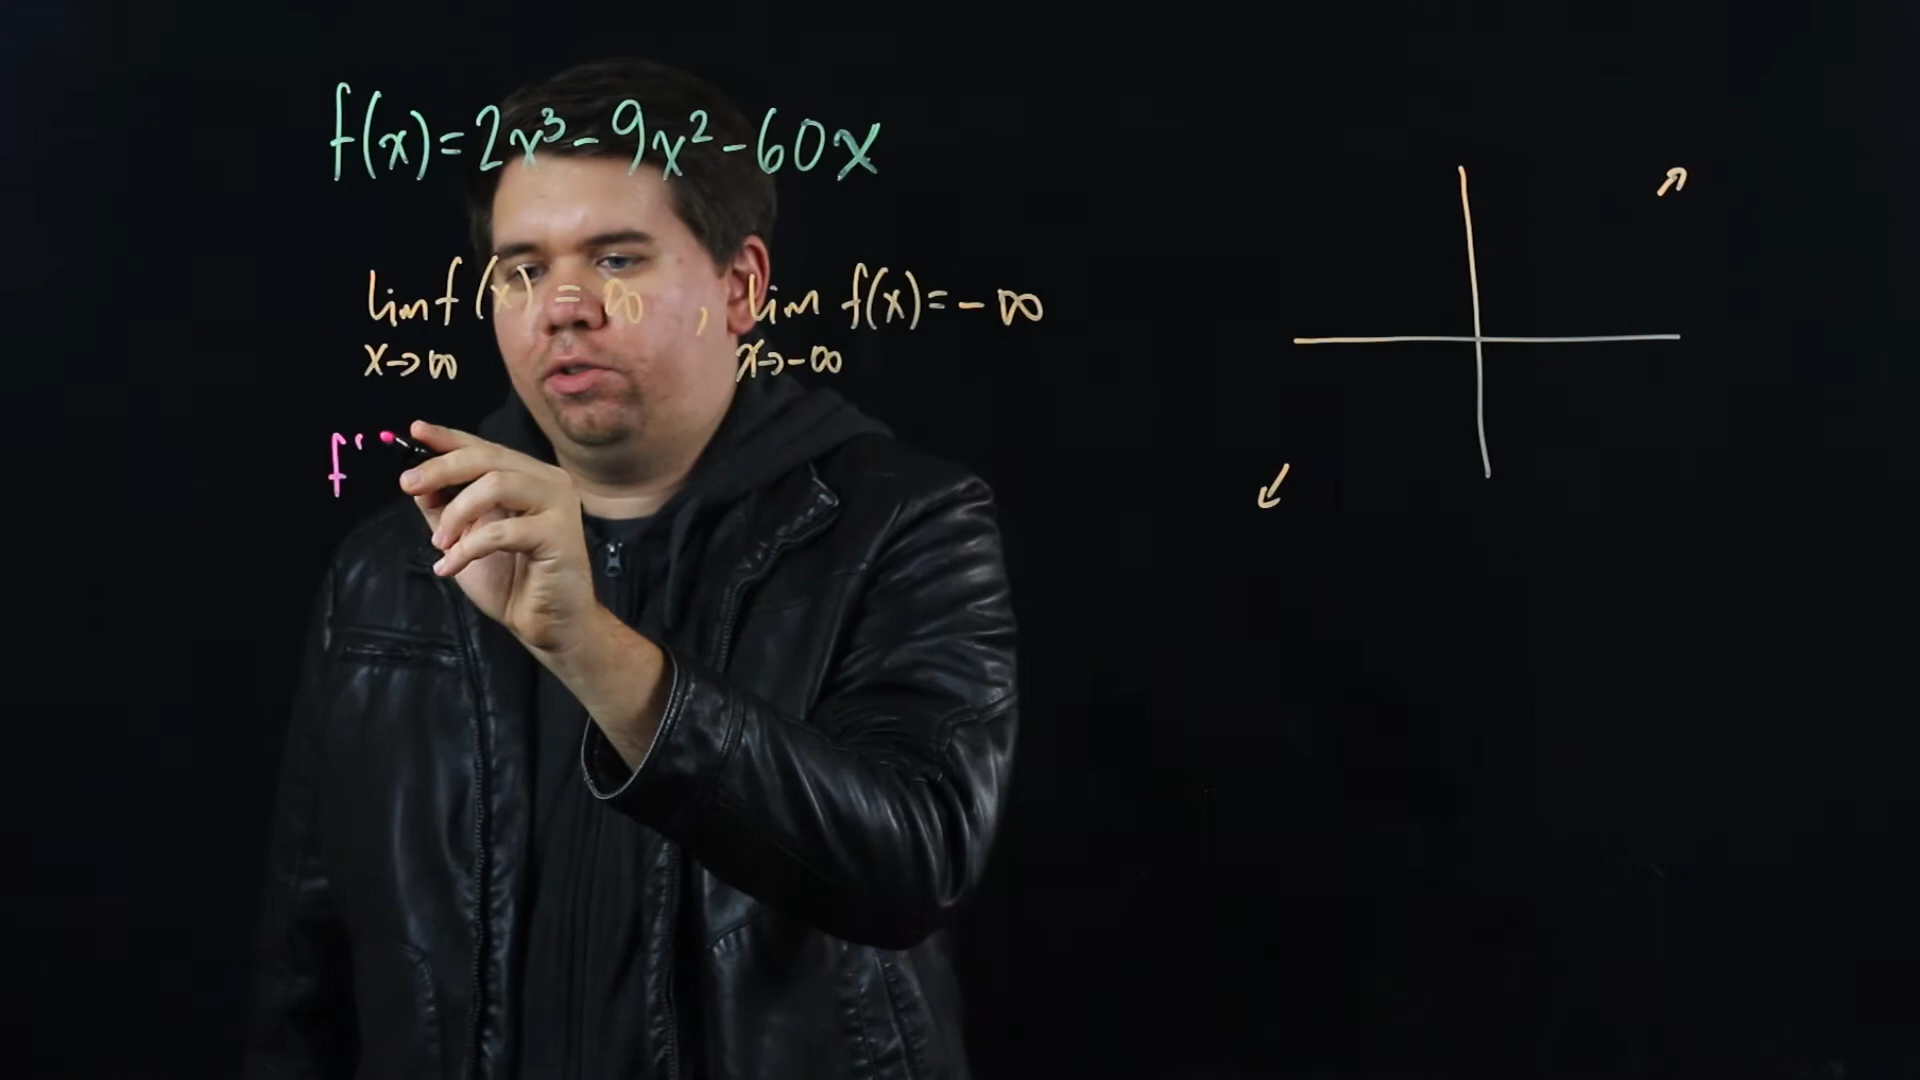 f(x)=2x³-9x²-60x
lim f(x) = ∞ , lim f(x)=-∞
x→∞ x→-∞
f'